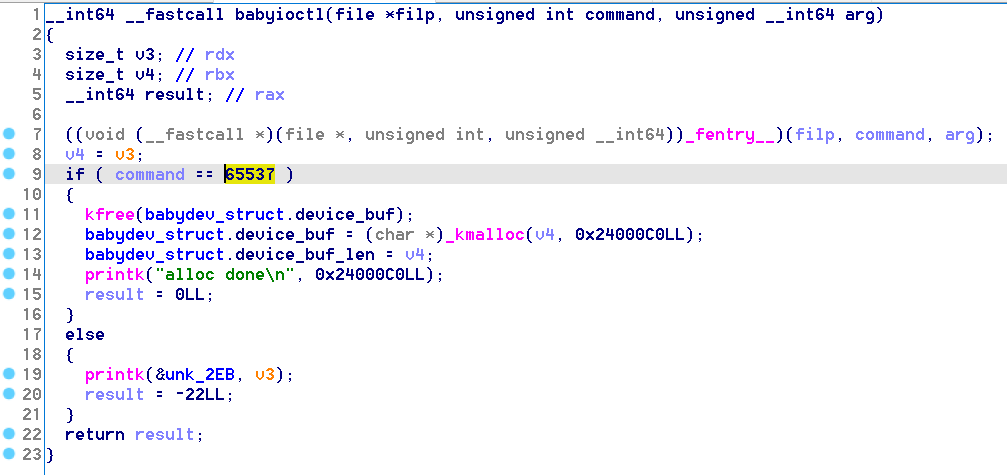 1 __int64 __fastcall babyioctl(file *filp, unsigned int command, unsigned __int64 arg)
2 {
3   size_t v3; // rdx
4   size_t v4; // rbx
5   __int64 result; // rax
6
7   ((void (__fastcall *)(file *, unsigned int, unsigned __int64))_fentry__)(filp, command, arg);
8   v4 = v3;
9   if ( command == 65537 )
10   {
11     kfree(babydev_struct.device_buf);
12     babydev_struct.device_buf = (char *)_kmalloc(v4, 0x24000C0LL);
13     babydev_struct.device_buf_len = v4;
14     printk("alloc done\n", 0x24000C0LL);
15     result = 0LL;
16   }
17   else
18   {
19     printk(&unk_2EB, v3);
20     result = -22LL;
21   }
22   return result;
23 }